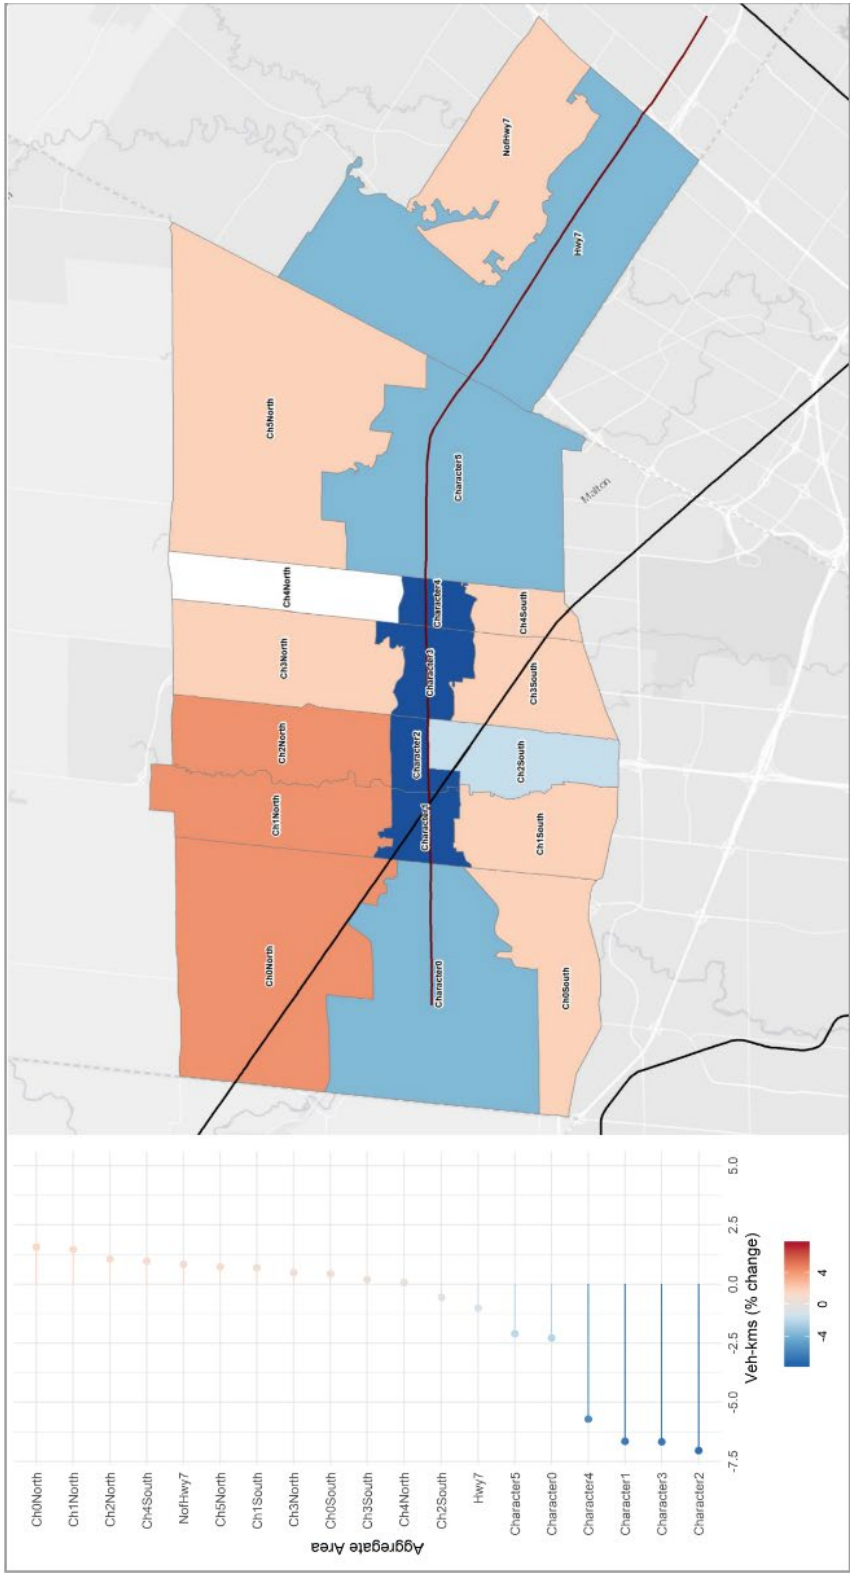 Ch0North
Ch1North
Ch2North
Ch4South
NofHwy7
Ch5North
Ch1South
Ch3North
Ch0South
Ch3South
Ch4North
Ch2South
Hwy7
Character5
Character0
Character4
Character1
Character3
Character2
Aggregate Area
-7.5
-5.0
-2.5
0.0
2.5
5.0
Veh-kms (% change)
-4
0
4
Ch0North
Ch1North
Ch2North
Ch3North
Ch4North
Ch5North
NofHwy7
Character0
Character1
Character2
Character3
Character4
Character5
Hwy7
Ch0South
Ch1South
Ch2South
Ch3South
Ch4South
Malton